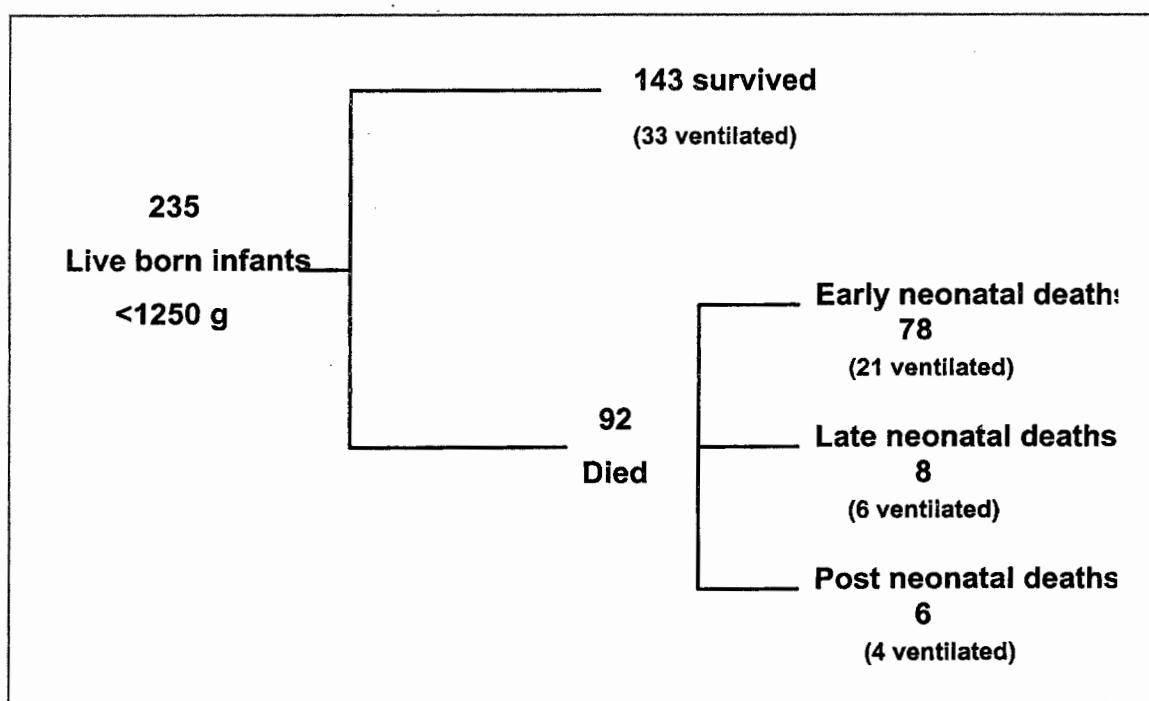 143 survived
(33 ventilated)
235
Live born infants
<1250 g
Early neonatal deaths
78
(21 ventilated)
92
Died
Late neonatal deaths
8
(6 ventilated)
Post neonatal deaths
6
(4 ventilated)